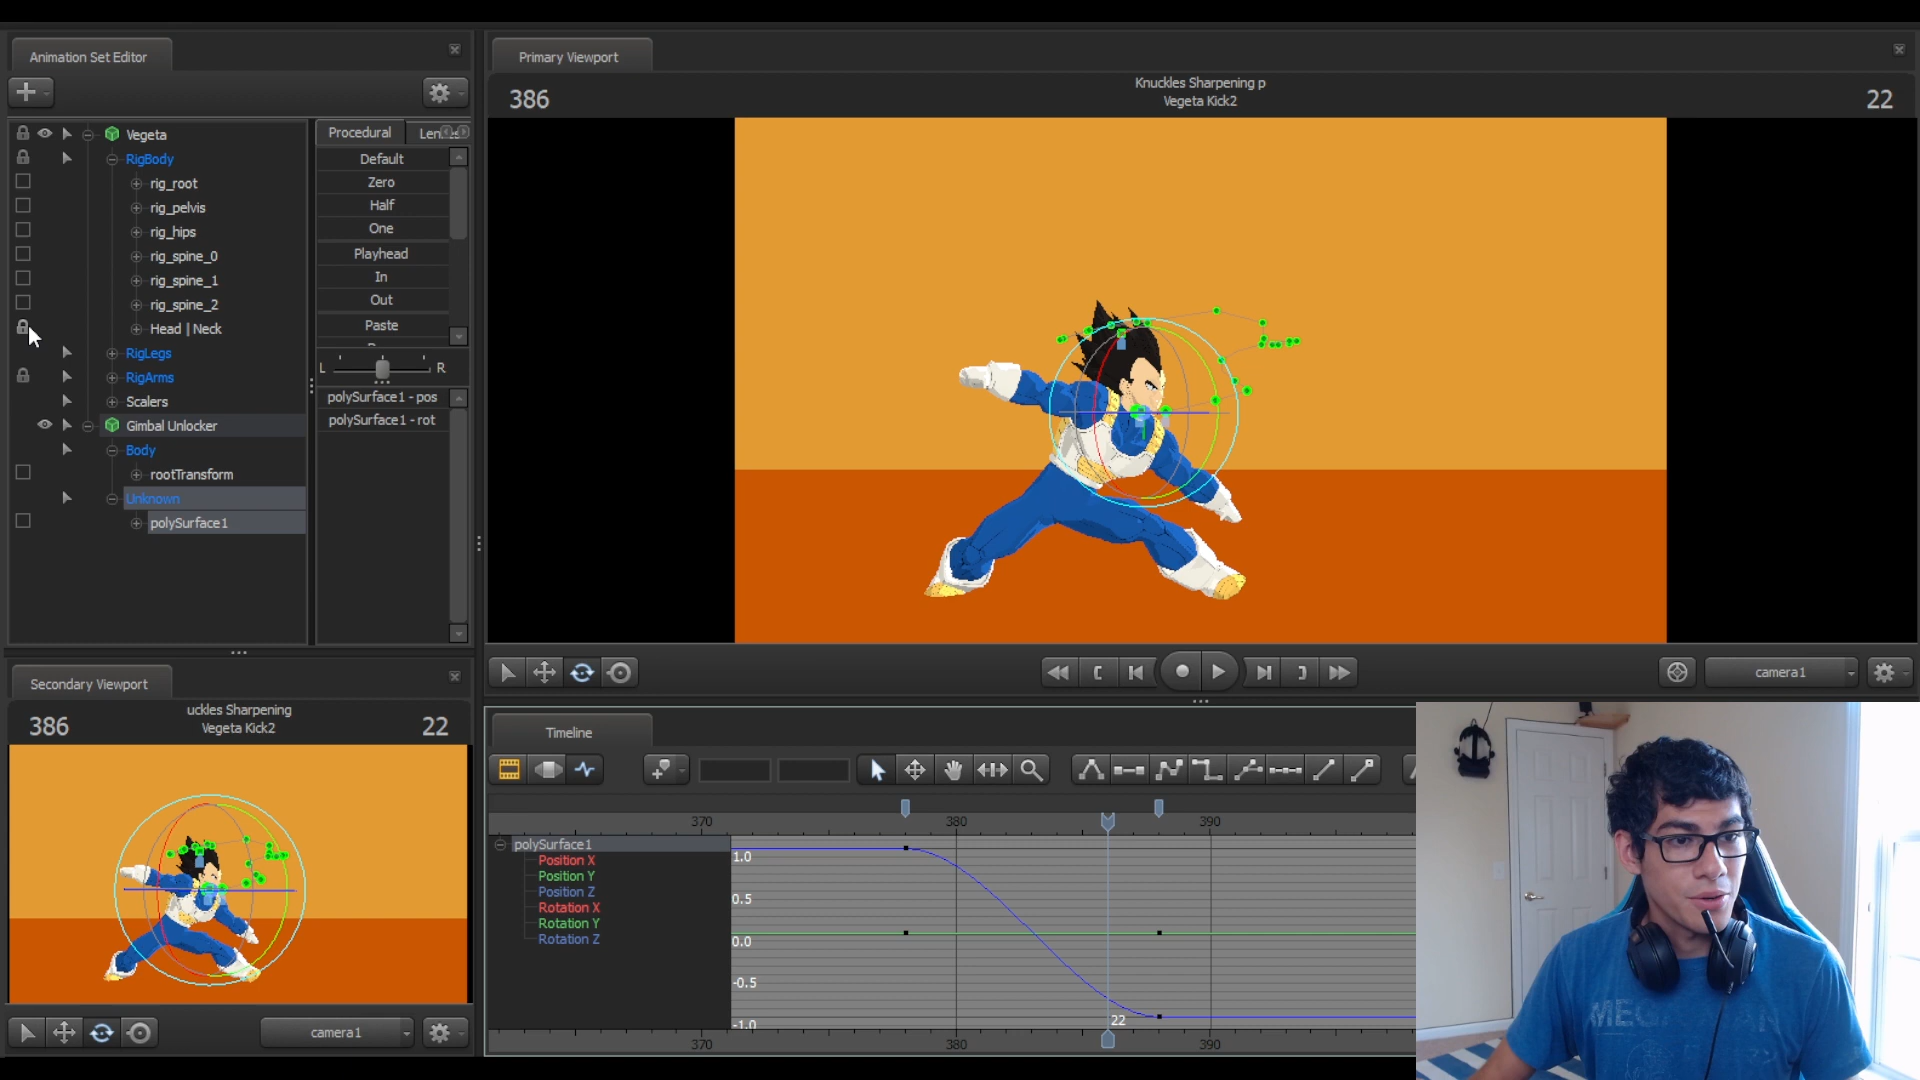 Animation Set Editor
Vegeta
RigBody
rig_root
rig_pelvis
rig_hips
rig_spine_0
rig_spine_1
rig_spine_2
Head | Neck
RigLegs
RigArms
Scalers
Gimbal Unlocker
Body
rootTransform
Unknown
polySurface1
Procedural
Default
Zero
Half
One
Playhead
In
Out
Paste
L R
polySurface1 - pos
polySurface1 - rot
Primary Viewport
386
Knuckles Sharpening p
Vegeta Kick2
22
camera1
Secondary Viewport
386
uckles Sharpening
Vegeta Kick2
22
camera1
Timeline
370 380 390
polySurface1
Position X
Position Y
Position Z
Rotation X
Rotation Y
Rotation Z
1.0
0.5
0.0
-0.5
-1.0
22
370 380 390